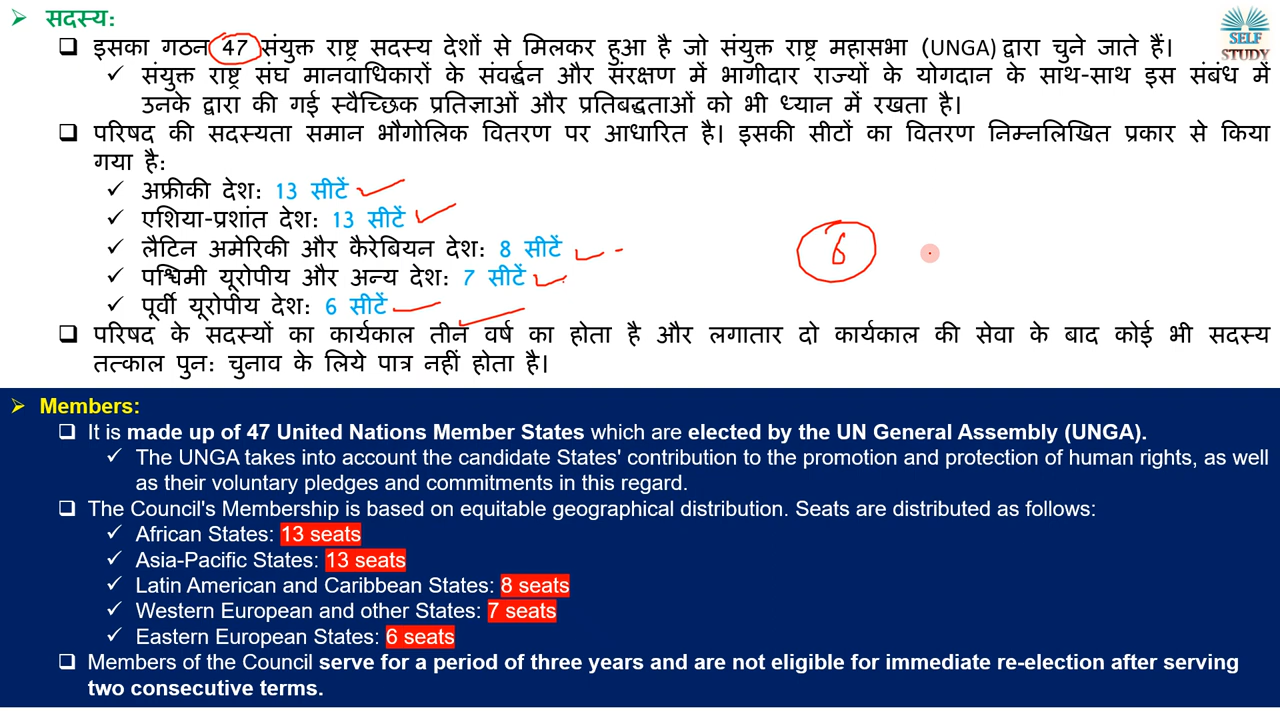 सदस्य:
इसका गठन 47 संयुक्त राष्ट्र सदस्य देशों से मिलकर हुआ है जो संयुक्त राष्ट्र महासभा (UNGA) द्वारा चुने जाते हैं।
SELF
STUDY
संयुक्त राष्ट्र संघ मानवाधिकारों के संवर्द्धन और संरक्षण में भागीदार राज्यों के योगदान के साथ-साथ इस संबंध में
उनके द्वारा की गई स्वैच्छिक प्रतिज्ञाओं और प्रतिबद्धताओं को भी ध्यान में रखता है।
परिषद की सदस्यता समान भौगोलिक वितरण पर आधारित है। इसकी सीटों का वितरण निम्नलिखित प्रकार से किया
गया है:
अफ्रीकी देश: 13 सीटें
एशिया-प्रशांत देश: 13 सीटें
लैटिन अमेरिकी और कैरेबियन देश: 8 सीटें
6
पश्चिमी यूरोपीय और अन्य देश: 7 सीटें
पूर्वी यूरोपीय देश: 6 सीटें
परिषद के सदस्यों का कार्यकाल तीन वर्ष का होता है और लगातार दो कार्यकाल की सेवा के बाद कोई भी सदस्य
तत्काल पुन: चुनाव के लिये पात्र नहीं होता है।
Members:
It is made up of 47 United Nations Member States which are elected by the UN General Assembly (UNGA).
The UNGA takes into account the candidate States' contribution to the promotion and protection of human rights, as well
as their voluntary pledges and commitments in this regard.
The Council's Membership is based on equitable geographical distribution. Seats are distributed as follows:
African States: 13 seats
Asia-Pacific States: 13 seats
Latin American and Caribbean States: 8 seats
Western European and other States: 7 seats
Eastern European States: 6 seats
Members of the Council serve for a period of three years and are not eligible for immediate re-election after serving
two consecutive terms.